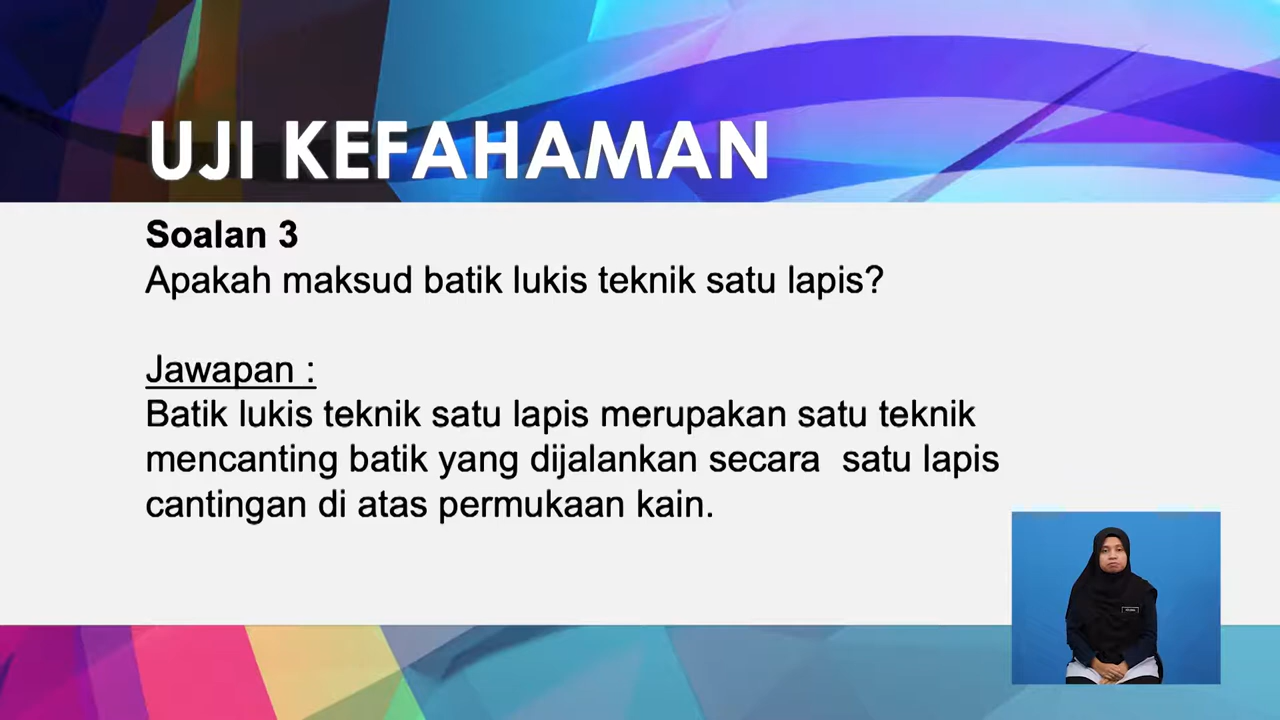 UJI KEFAHAMAN
Soalan 3
Apakah maksud batik lukis teknik satu lapis?
Jawapan :
Batik lukis teknik satu lapis merupakan satu teknik
mencanting batik yang dijalankan secara  satu lapis
cantingan di atas permukaan kain.